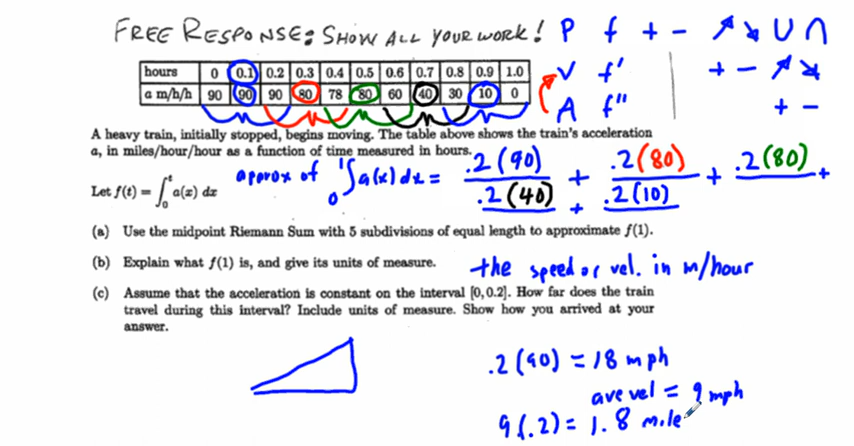 FREE RESPONSE: SHOW ALL YOUR WORK! P f + - ↗ ↘ ∪ ∩
V f' + - ↗ ↘
A f" + -
hours 0 0.1 0.2 0.3 0.4 0.5 0.6 0.7 0.8 0.9 1.0
a m/h/h 90 90 90 80 78 80 60 40 30 10 0
A heavy train, initially stopped, begins moving. The table above shows the train's acceleration
a, in miles/hour/hour as a function of time measured in hours.
Let f(t) = ∫₀ᵗ a(x) dx
aprox of ₀∫¹ a(x) dx = .2(90) + .2(80) + .2(80) +
.2(40) + .2(10)
(a) Use the midpoint Riemann Sum with 5 subdivisions of equal length to approximate f(1).
(b) Explain what f(1) is, and give its units of measure.
the speed or vel. in m/hour
(c) Assume that the acceleration is constant on the interval [0, 0.2]. How far does the train
travel during this interval? Include units of measure. Show how you arrived at your
answer.
.2(90) = 18 mph
ave vel = 9 mph
9(.2) = 1.8 mile